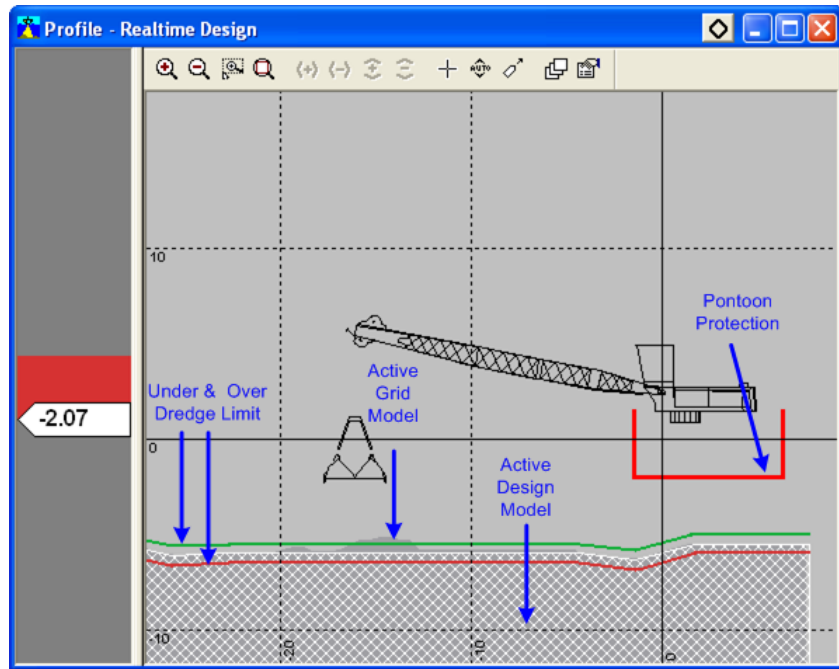 Profile - Realtime Design
AUTO
10
Pontoon
Protection
Active
Grid
Model
Under & Over
Dredge Limit
-2.07
0
Active
Design
Model
-10
-20
-10
0